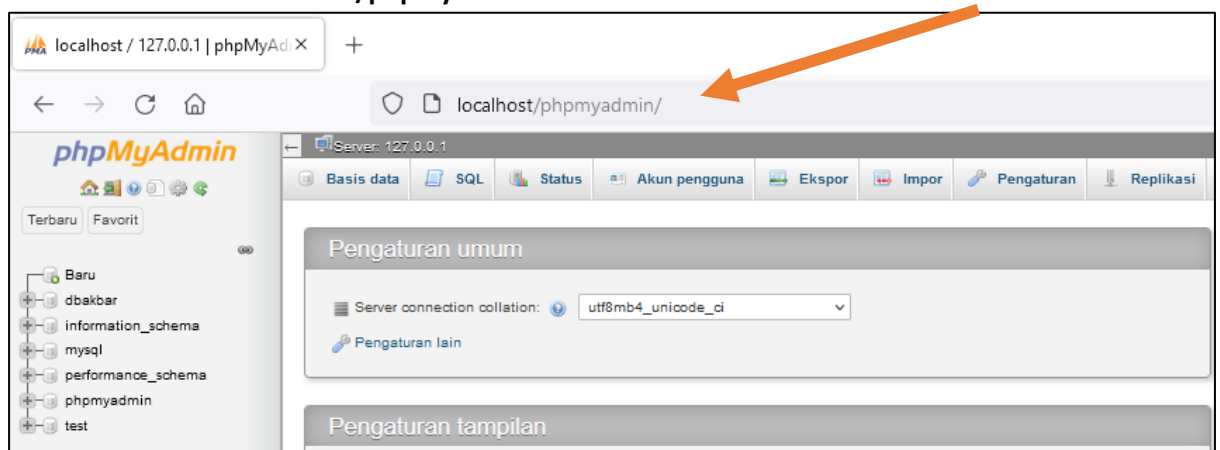 localhost / 127.0.0.1 | phpMyAd
localhost/phpmyadmin/
phpMyAdmin
Terbaru Favorit
Baru
dbakbar
information_schema
mysql
performance_schema
phpmyadmin
test
Server: 127.0.0.1
Basis data SQL Status Akun pengguna Ekspor Impor Pengaturan Replikasi
Pengaturan umum
Server connection collation: utf8mb4_unicode_ci
Pengaturan lain
Pengaturan tampilan